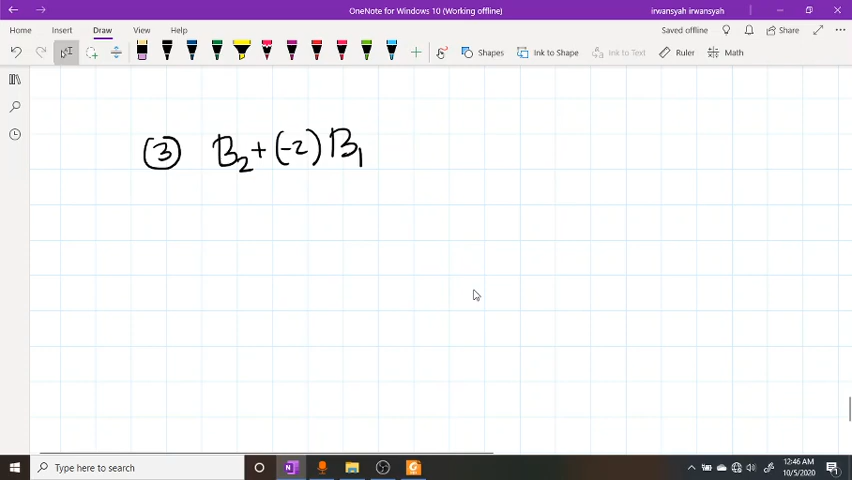 OneNote for Windows 10 (Working offline)
irwansyah irwansyah
Home Insert Draw View Help
Saved offline Share
Shapes Ink to Shape Ink to Text Ruler Math
③ B₂+(-2)B₁
Type here to search
12:46 AM
10/5/2020